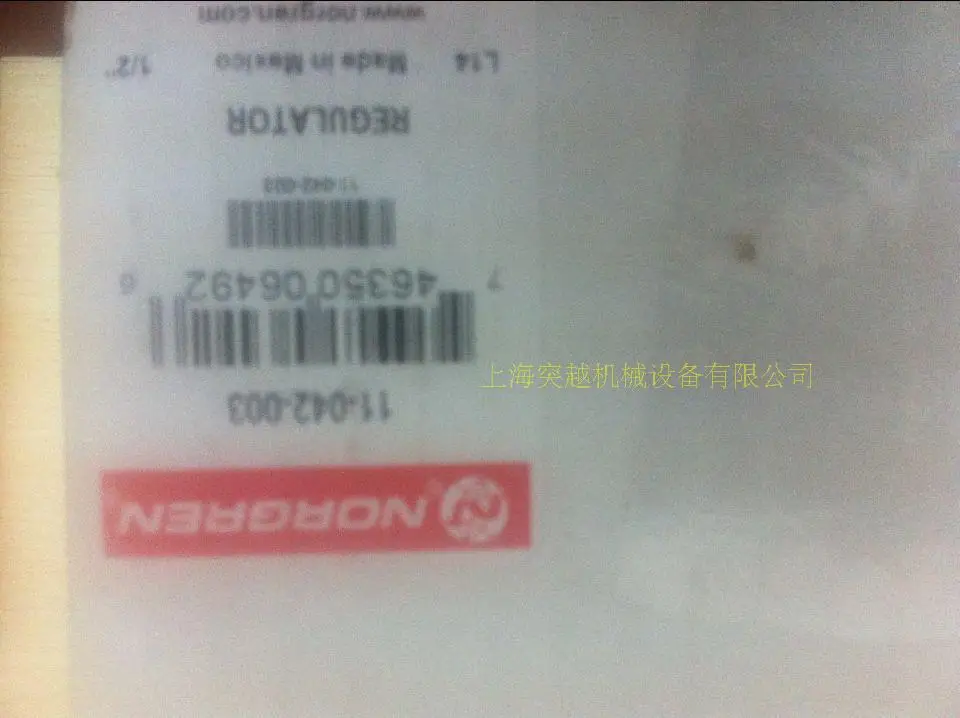 NORGREN
11-042-003
7 46350 06492 6
11-042-003
REGULATOR
L14 Made in Mexico 1/2"
www.norgren.com
上海突越机械设备有限公司